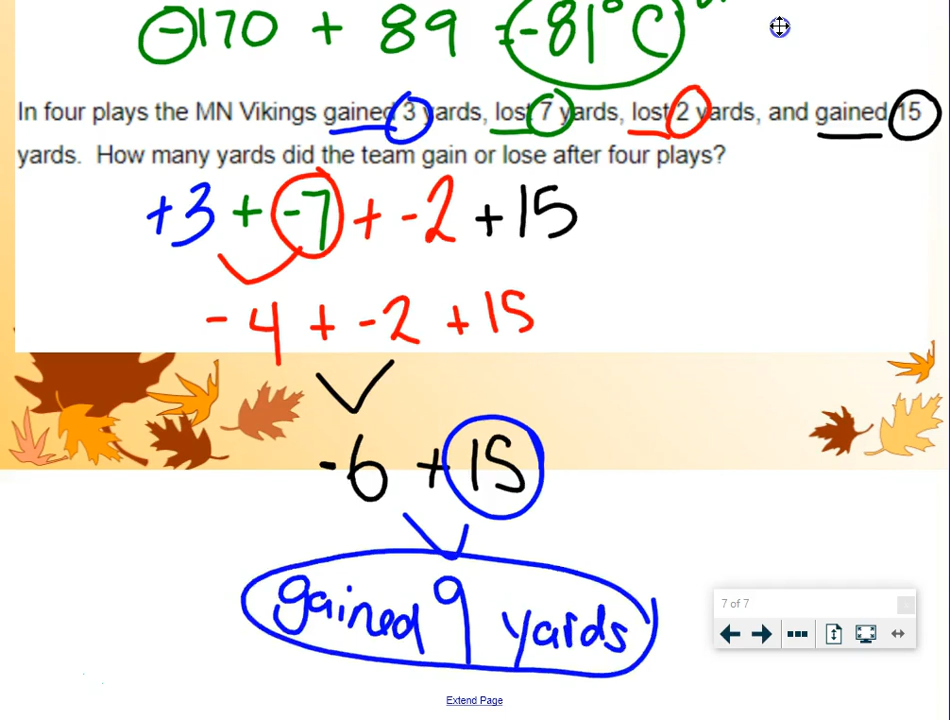 -170 + 89 = -81°C
In four plays the MN Vikings gained 3 yards, lost 7 yards, lost 2 yards, and gained 15
yards. How many yards did the team gain or lose after four plays?
+3 + -7 + -2 +15
-4 + -2 +15
-6 +15
gained 9 yards
7 of 7
Extend Page